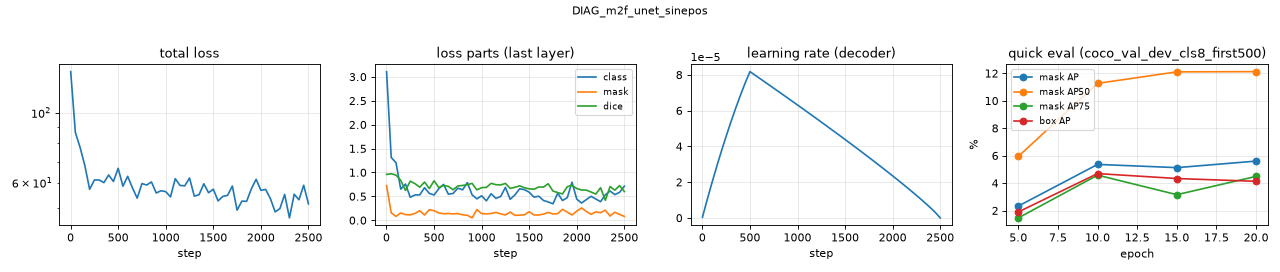 DIAG_m2f_unet_sinepos
total loss
10²
6 × 10¹
0 500 1000 1500 2000 2500
step
loss parts (last layer)
3.0
2.5
2.0
1.5
1.0
0.5
0.0
class
mask
dice
0 500 1000 1500 2000 2500
step
learning rate (decoder)
1e−5
8
6
4
2
0
0 500 1000 1500 2000 2500
step
quick eval (coco_val_dev_cls8_first500)
%
12
10
8
6
4
2
mask AP
mask AP50
mask AP75
box AP
5.0 7.5 10.0 12.5 15.0 17.5 20.0
epoch